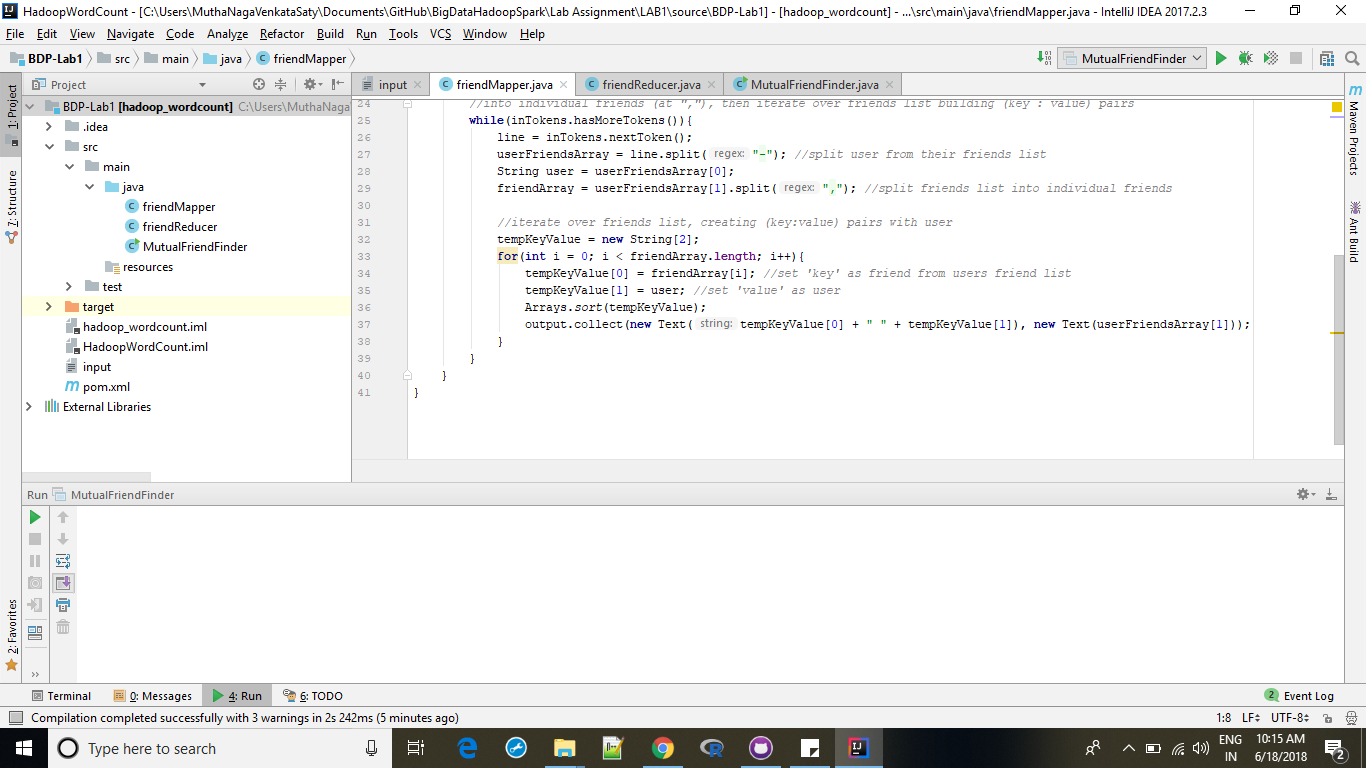 HadoopWordCount - [C:\Users\MuthaNagaVenkataSaty\Documents\GitHub\BigDataHadoopSpark\Lab Assignment\LAB1\source\BDP-Lab1] - [hadoop_wordcount] - ...\src\main\java\friendMapper.java - IntelliJ IDEA 2017.2.3
File Edit View Navigate Code Analyze Refactor Build Run Tools VCS Window Help
BDP-Lab1 src main java friendMapper MutualFriendFinder
Project
input friendMapper.java friendReducer.java MutualFriendFinder.java
1: Project
7: Structure
2: Favorites
BDP-Lab1 [hadoop_wordcount] C:\Users\MuthaNaga
.idea
src
main
java
friendMapper
friendReducer
MutualFriendFinder
resources
test
target
hadoop_wordcount.iml
HadoopWordCount.iml
input
pom.xml
External Libraries
24 //into individual friends (at ","), then iterate over friends list building (key : value) pairs
25 while(inTokens.hasMoreTokens()){
26 line = inTokens.nextToken();
27 userFriendsArray = line.split( regex: "-"); //split user from their friends list
28 String user = userFriendsArray[0];
29 friendArray = userFriendsArray[1].split( regex: ","); //split friends list into individual friends
30
31 //iterate over friends list, creating (key:value) pairs with user
32 tempKeyValue = new String[2];
33 for(int i = 0; i < friendArray.length; i++){
34 tempKeyValue[0] = friendArray[i]; //set 'key' as friend from users friend list
35 tempKeyValue[1] = user; //set 'value' as user
36 Arrays.sort(tempKeyValue);
37 output.collect(new Text( string: tempKeyValue[0] + " " + tempKeyValue[1]), new Text(userFriendsArray[1]));
38 }
39 }
40 }
41 }
Maven Projects
Ant Build
Run MutualFriendFinder
Terminal 0: Messages 4: Run 6: TODO 2 Event Log
Compilation completed successfully with 3 warnings in 2s 242ms (5 minutes ago) 1:8 LF UTF-8
Type here to search
ENG
IN
10:15 AM
6/18/2018
2